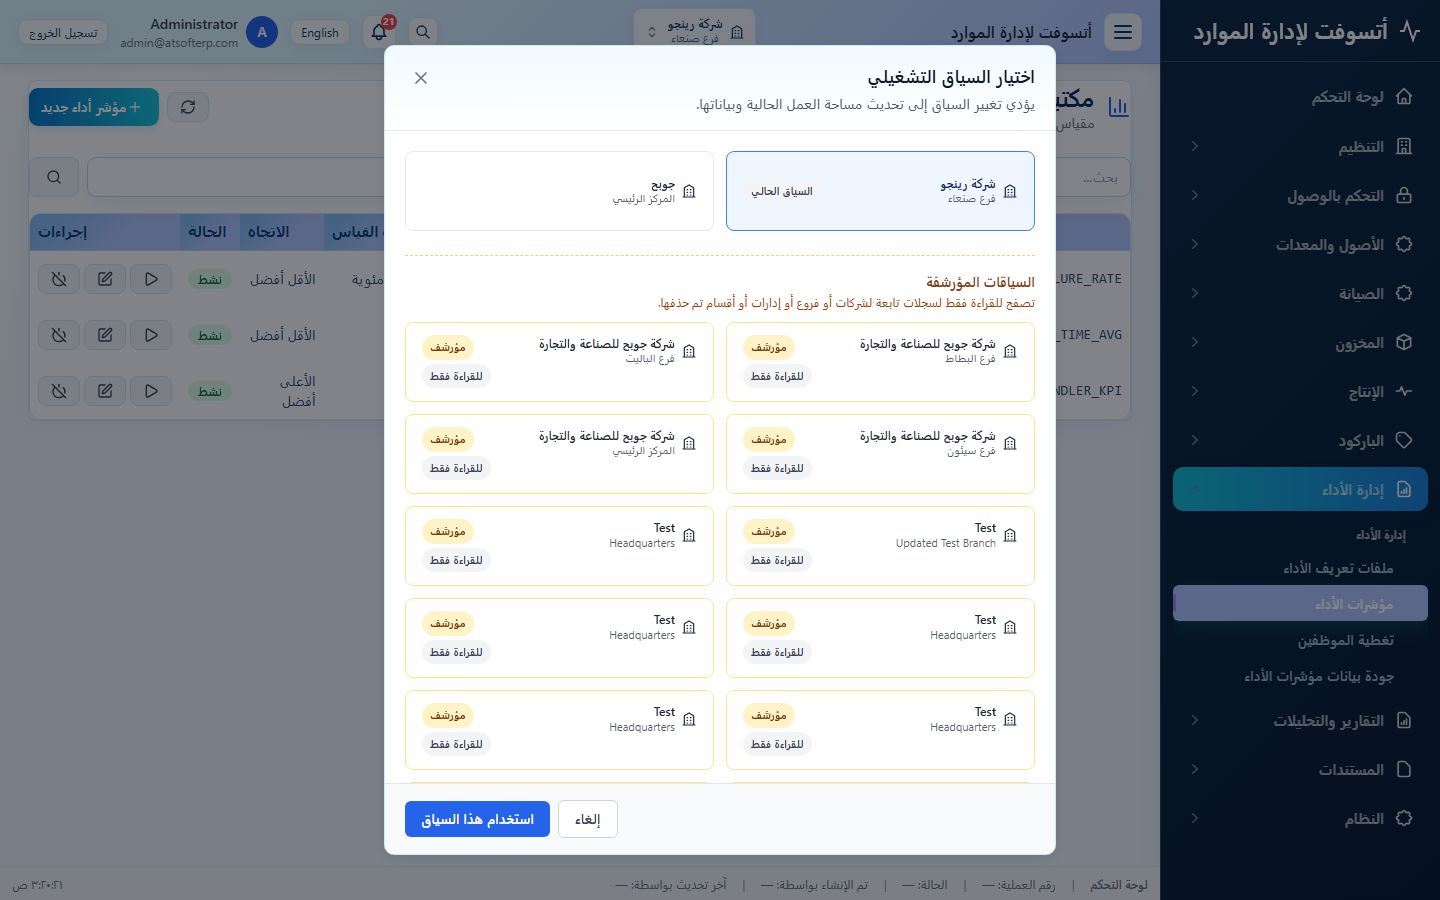 أتسوفت لإدارة الموارد
لوحة التحكم
التنظيم
التحكم بالوصول
الأصول والمعدات
الصيانة
المخزون
الإنتاج
الباركود
إدارة الأداء
إدارة الأداء
ملفات تعريف الأداء
مؤشرات الأداء
تغطية الموظفين
جودة بيانات مؤشرات الأداء
التقارير والتحليلات
المستندات
النظام
أتسوفت لإدارة الموارد
شركة رينجو
فرع صنعاء
21
English
A
Administrator
admin@atsofterp.com
تسجيل الخروج
مقياس
مؤشر أداء جديد
بحث...
القياس
الاتجاه
الحالة
إجراءات
LURE_RATE
مئوية
الأقل أفضل
نشط
_TIME_AVG
الأقل أفضل
نشط
NDLER_KPI
الأعلى أفضل
نشط
اختيار السياق التشغيلي
يؤدي تغيير السياق إلى تحديث مساحة العمل الحالية وبياناتها.
شركة رينجو
فرع صنعاء
السياق الحالي
جوبح
المركز الرئيسي
السياقات المؤرشفة
تصفح للقراءة فقط لسجلات تابعة لشركات أو فروع أو إدارات أو أقسام تم حذفها.
شركة جوبح للصناعة والتجارة
فرع البطاط
مؤرشف
للقراءة فقط
شركة جوبح للصناعة والتجارة
فرع الباليت
مؤرشف
للقراءة فقط
شركة جوبح للصناعة والتجارة
فرع سيئون
مؤرشف
للقراءة فقط
شركة جوبح للصناعة والتجارة
المركز الرئيسي
مؤرشف
للقراءة فقط
Test
Updated Test Branch
مؤرشف
للقراءة فقط
Test
Headquarters
مؤرشف
للقراءة فقط
Test
Headquarters
مؤرشف
للقراءة فقط
Test
Headquarters
مؤرشف
للقراءة فقط
Test
Headquarters
مؤرشف
للقراءة فقط
Test
Headquarters
مؤرشف
للقراءة فقط
إلغاء
استخدام هذا السياق
لوحة التحكم | رقم العملية: — | الحالة: — | تم الإنشاء بواسطة: — | آخر تحديث بواسطة: —
٣:٢٠:٢١ ص